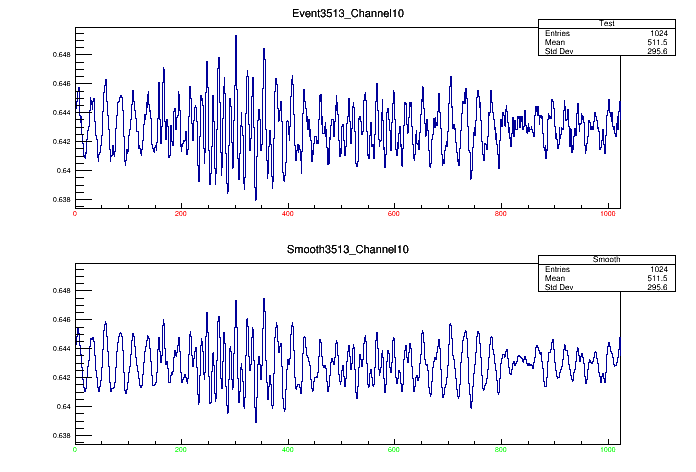 Event3513_Channel10
Test
Entries 1024
Mean 511.5
Std Dev 295.6
0.648
0.646
0.644
0.642
0.64
0.638
0 200 400 600 800 1000
Smooth3513_Channel10
Smooth
Entries 1024
Mean 511.5
Std Dev 295.6
0.648
0.646
0.644
0.642
0.64
0.638
0 200 400 600 800 1000